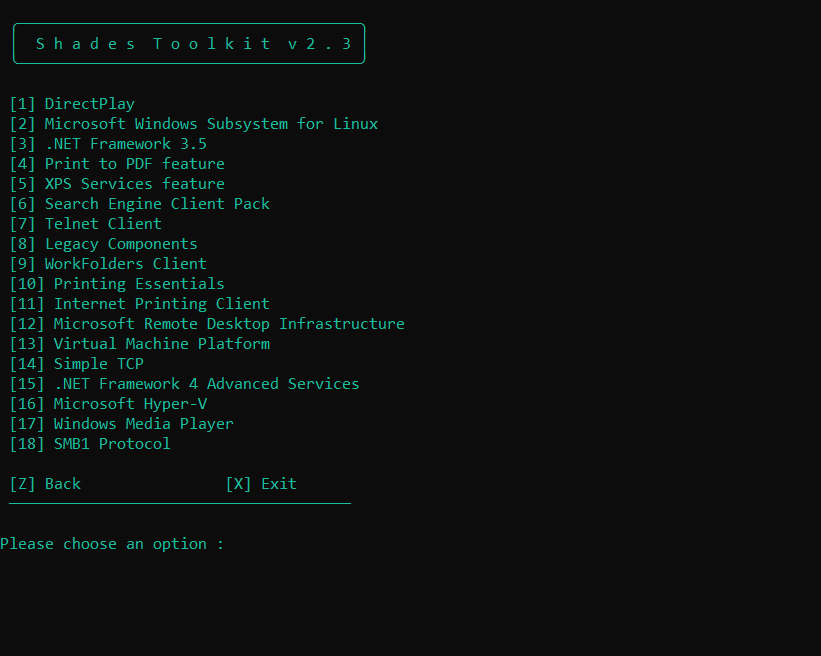 Shades Toolkit v2.3
[1] DirectPlay
[2] Microsoft Windows Subsystem for Linux
[3] .NET Framework 3.5
[4] Print to PDF feature
[5] XPS Services feature
[6] Search Engine Client Pack
[7] Telnet Client
[8] Legacy Components
[9] WorkFolders Client
[10] Printing Essentials
[11] Internet Printing Client
[12] Microsoft Remote Desktop Infrastructure
[13] Virtual Machine Platform
[14] Simple TCP
[15] .NET Framework 4 Advanced Services
[16] Microsoft Hyper-V
[17] Windows Media Player
[18] SMB1 Protocol
[Z] Back [X] Exit
Please choose an option :